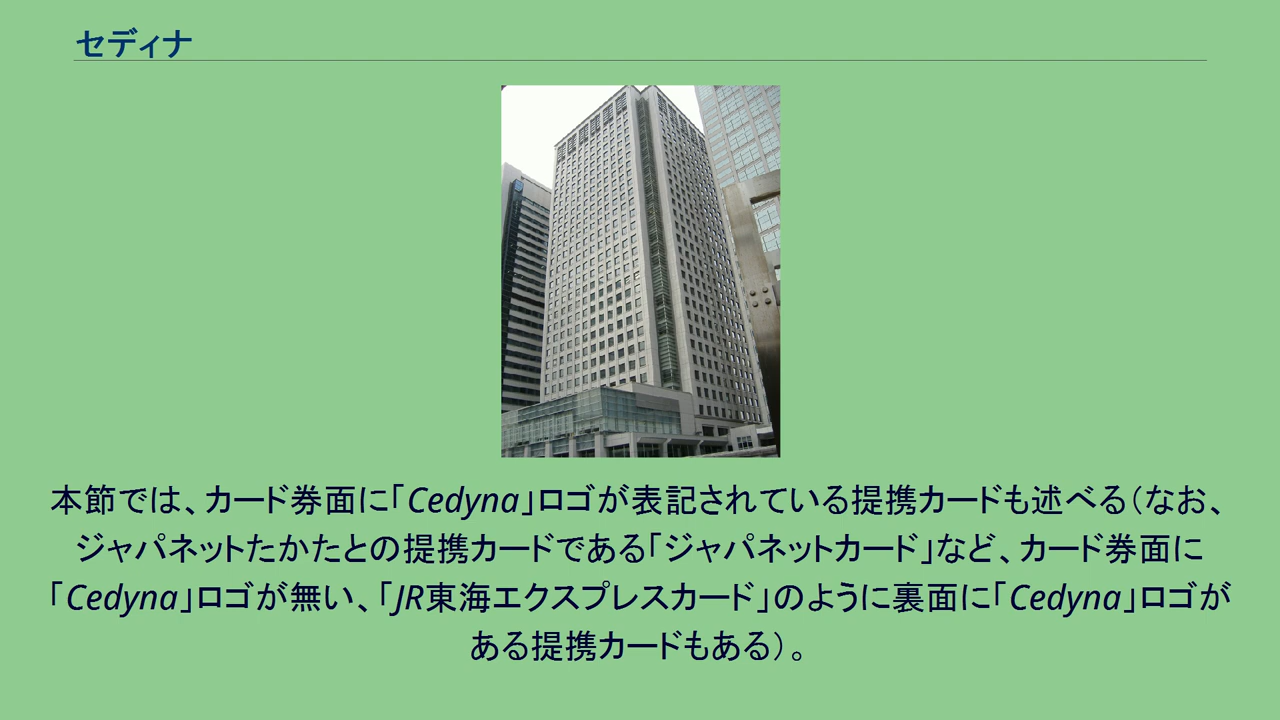 セディナ
本節では、カード券面に「Cedyna」ロゴが表記されている提携カードも述べる（なお、
ジャパネットたかたとの提携カードである「ジャパネットカード」など、カード券面に
「Cedyna」ロゴが無い、「JR東海エクスプレスカード」のように裏面に「Cedyna」ロゴが
ある提携カードもある）。